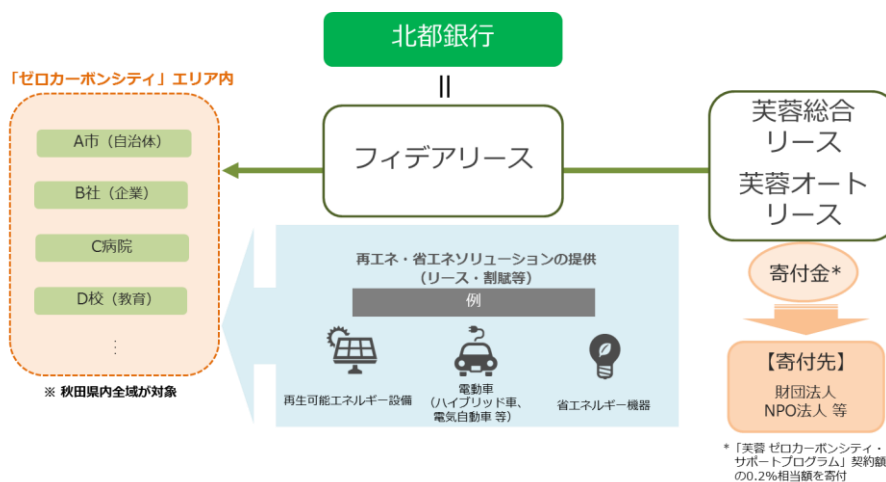 北都銀行
=
「ゼロカーボンシティ」エリア内
A市（自治体）
B社（企業）
C病院
D校（教育）
⋮
※ 秋田県内全域が対象
フィデアリース
芙蓉総合
リース
芙蓉オート
リース
再エネ・省エネソリューションの提供
（リース・割賦等）
例
再生可能エネルギー設備
電動車
（ハイブリッド車、
電気自動車 等）
省エネルギー機器
寄付金*
【寄付先】
財団法人
NPO法人 等
*「芙蓉 ゼロカーボンシティ・
サポートプログラム」契約額
の0.2%相当額を寄付